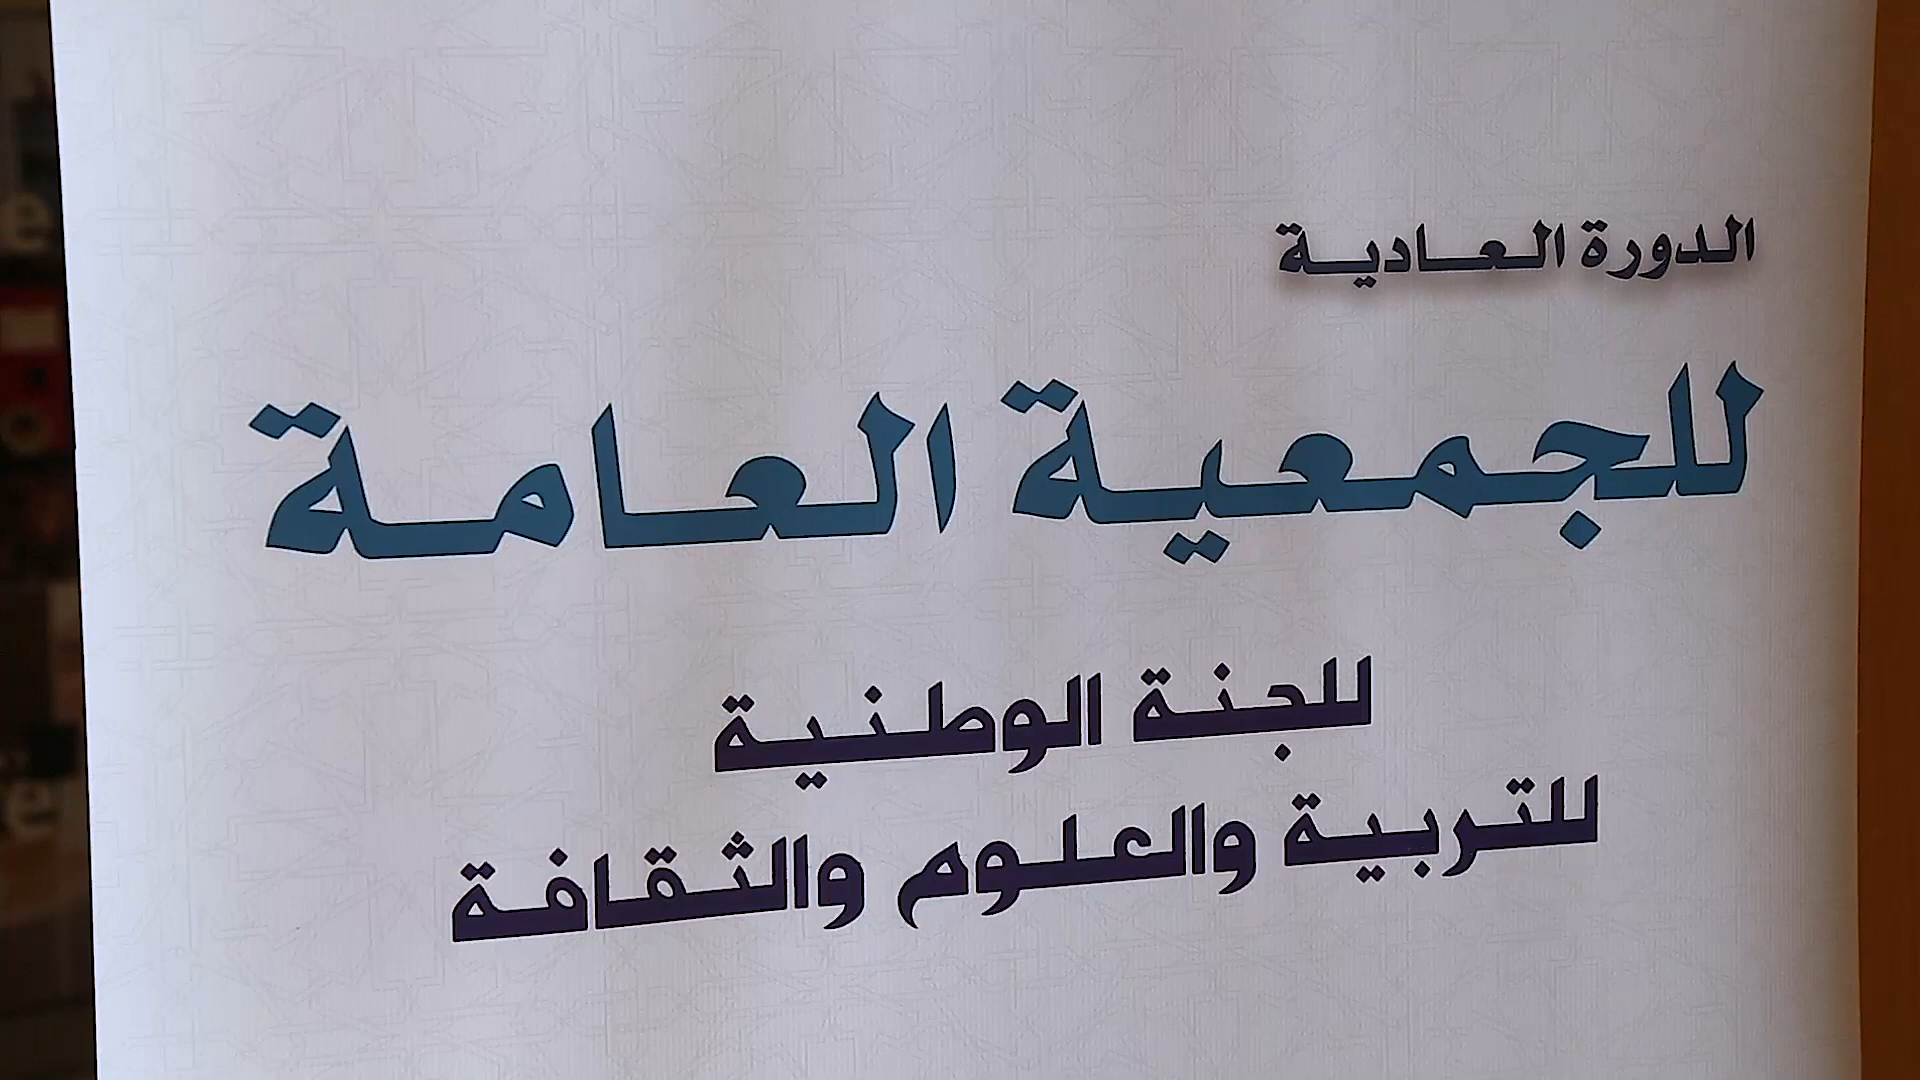 الدورة العادية
للجمعية العامة
للجنة الوطنية
للتربية والعلوم والثقافة